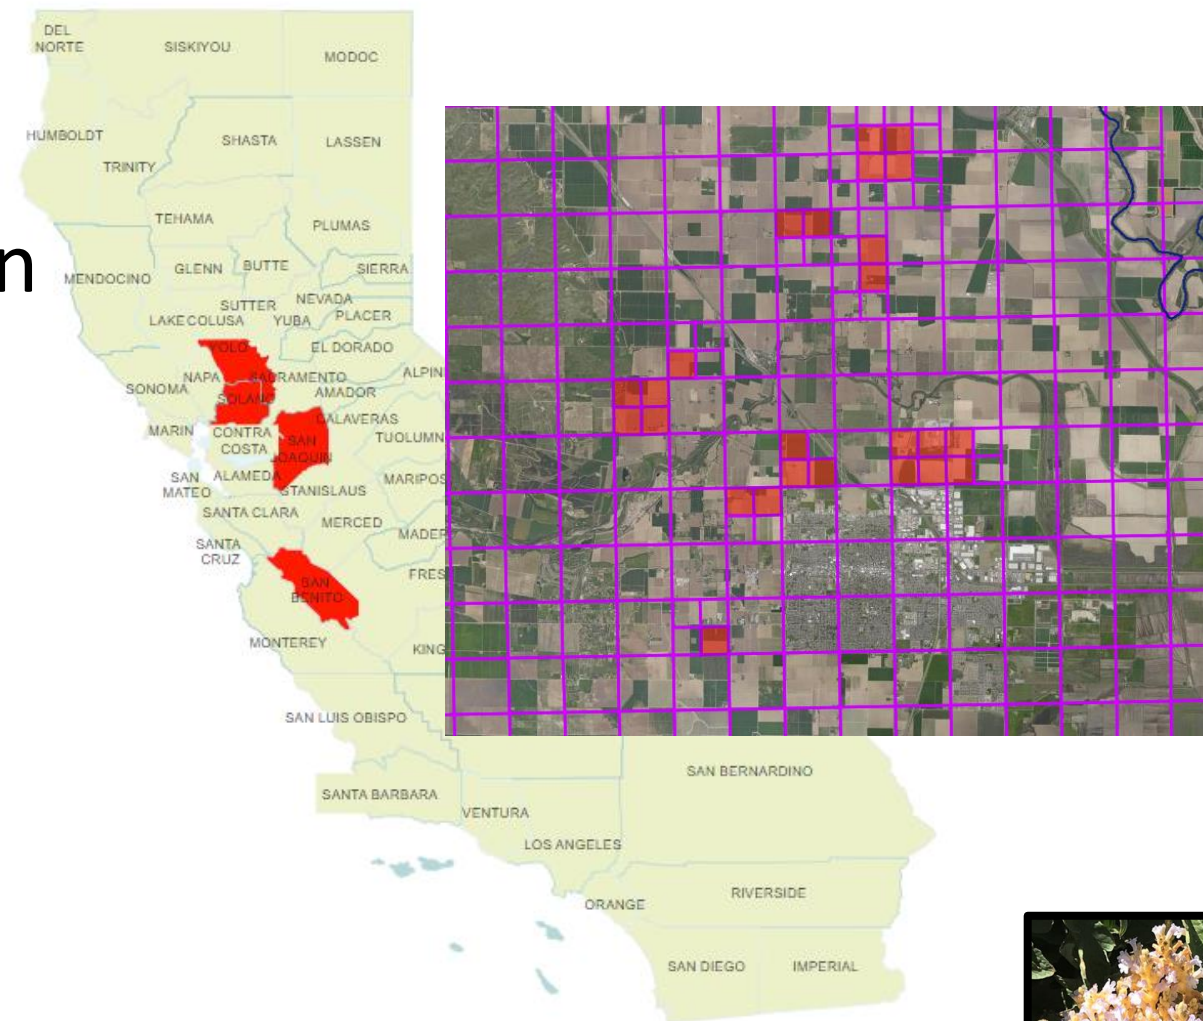 DEL
NORTE
SISKIYOU
MODOC
HUMBOLDT
TRINITY
SHASTA
LASSEN
TEHAMA
PLUMAS
n
MENDOCINO
GLENN
BUTTE
SIERRA
SUTTER
NEVADA
LAKE COLUSA
YUBA
PLACER
YOLO
EL DORADO
NAPA
SACRAMENTO
ALPIN
SONOMA
SOLANO
AMADOR
MARIN
CONTRA
COSTA
CALAVERAS
SAN
JOAQUIN
TUOLUMN
SAN
MATEO
ALAMEDA
STANISLAUS
MARIPOS
SANTA CLARA
MERCED
MADER
SANTA
CRUZ
SAN
BENITO
FRES
MONTEREY
KING
SAN LUIS OBISPO
SANTA BARBARA
VENTURA
SAN BERNARDINO
LOS ANGELES
ORANGE
RIVERSIDE
SAN DIEGO
IMPERIAL